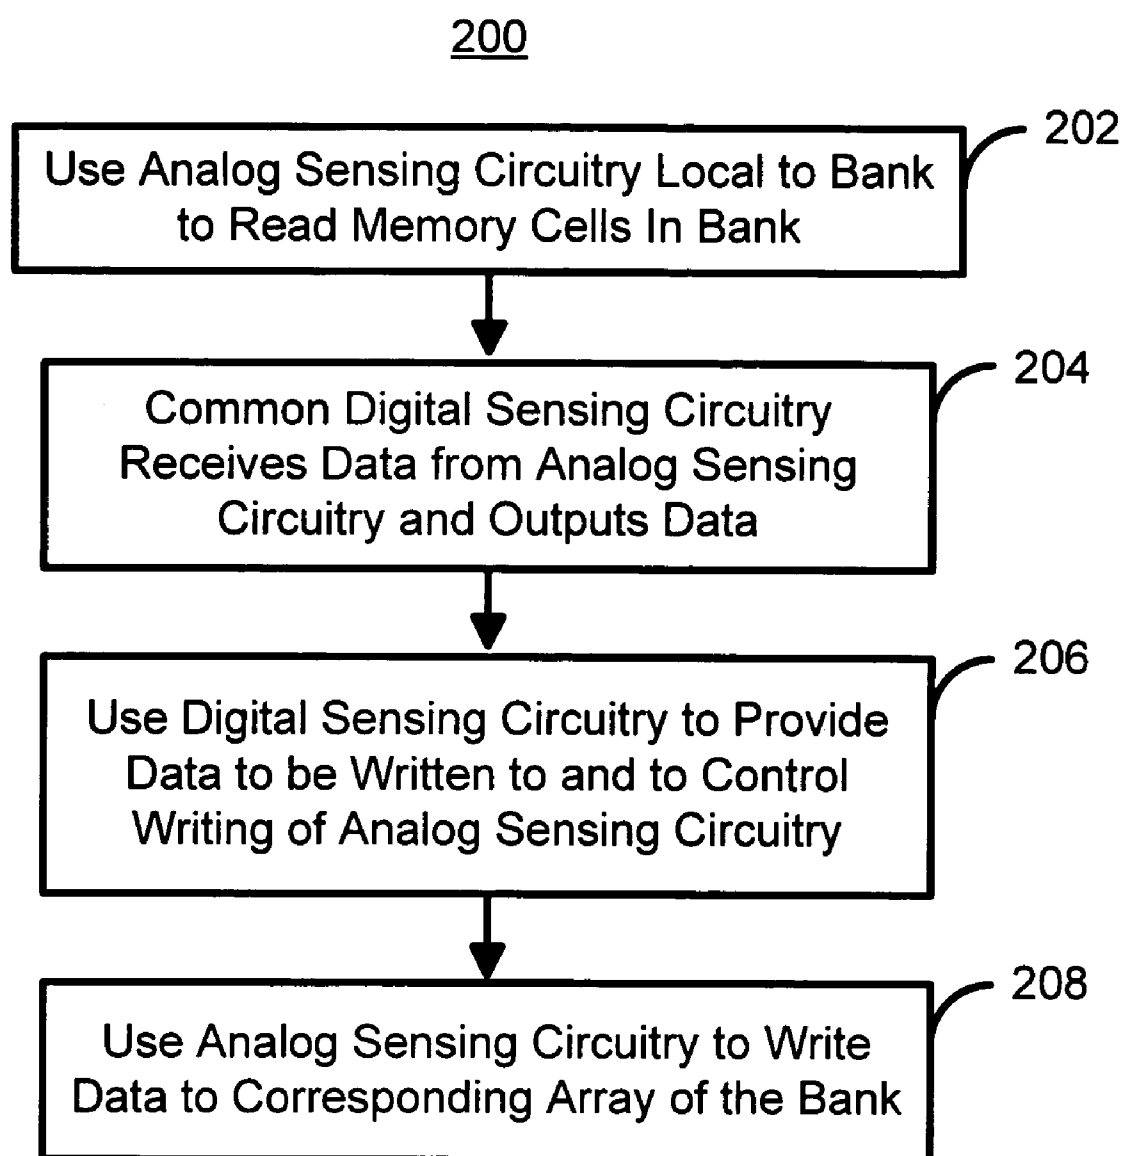 200
202
Use Analog Sensing Circuitry Local to Bank
to Read Memory Cells In Bank
204
Common Digital Sensing Circuitry
Receives Data from Analog Sensing
Circuitry and Outputs Data
206
Use Digital Sensing Circuitry to Provide
Data to be Written to and to Control
Writing of Analog Sensing Circuitry
208
Use Analog Sensing Circuitry to Write
Data to Corresponding Array of the Bank